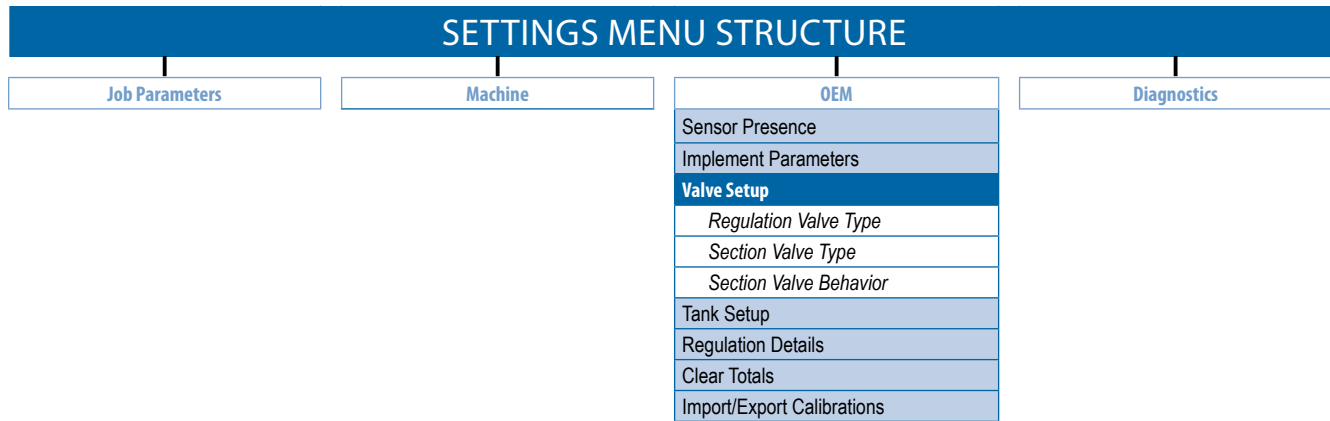 SETTINGS MENU STRUCTURE
Job Parameters
Machine
OEM
Diagnostics
Sensor Presence
Implement Parameters
Valve Setup
Regulation Valve Type
Section Valve Type
Section Valve Behavior
Tank Setup
Regulation Details
Clear Totals
Import/Export Calibrations